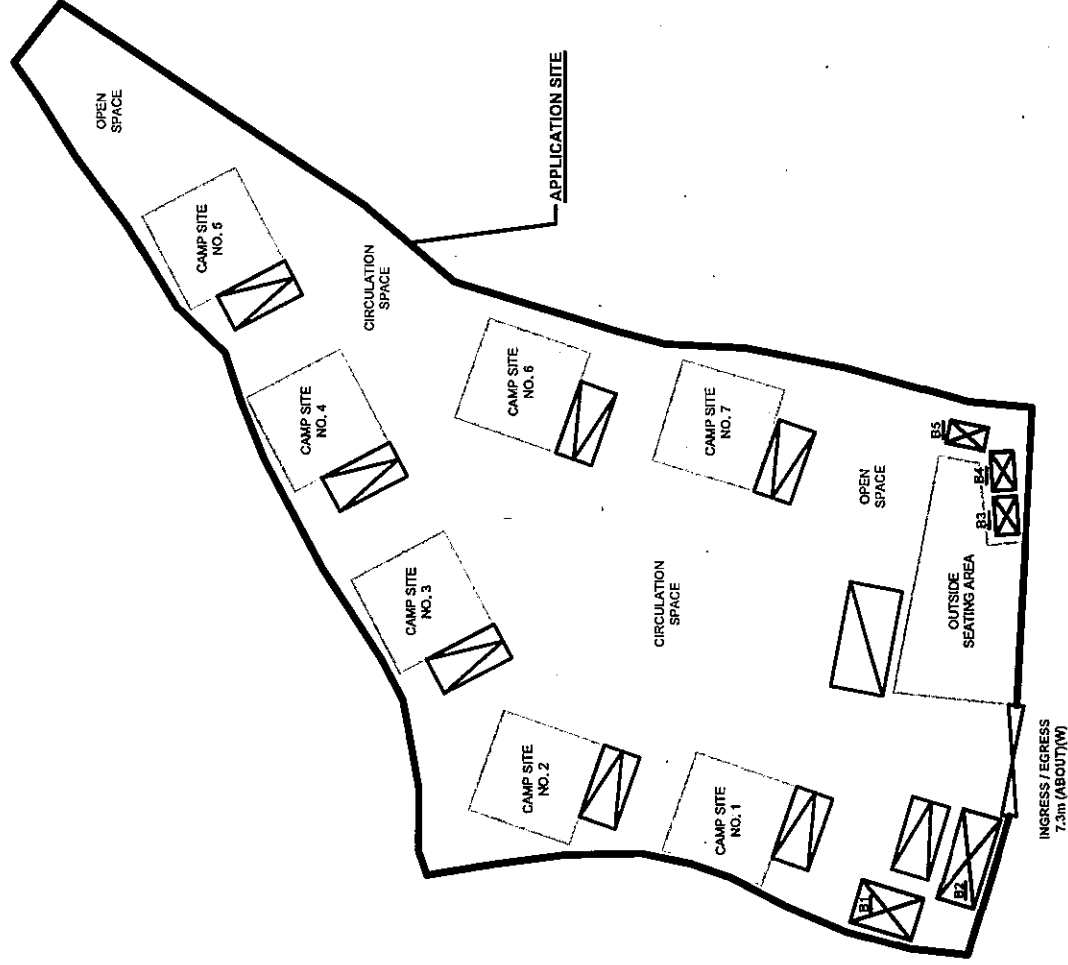 OPEN
SPACE
APPLICATION SITE
CAMP SITE
NO. 5
CIRCULATION
SPACE
CAMP SITE
NO. 4
CAMP SITE
NO. 6
CAMP SITE
NO. 7
CAMP SITE
NO. 3
B5
B4
B3
OPEN
SPACE
CIRCULATION
SPACE
OUTSIDE
SEATING AREA
CAMP SITE
NO. 2
CAMP SITE
NO. 1
B1
B2
INGRESS / EGRESS
7.3m (ABOUT)(W)